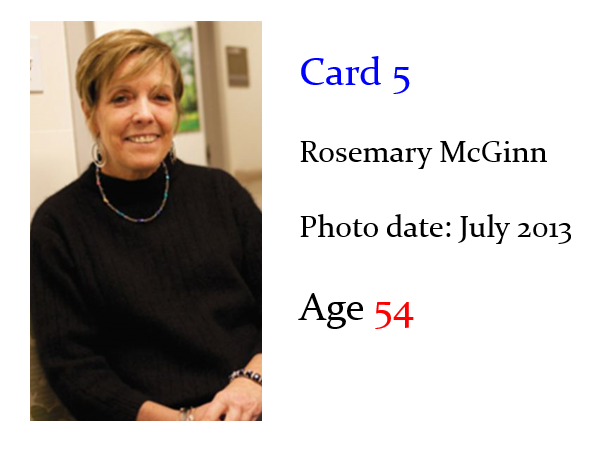 Card 5
Rosemary McGinn
Photo date: July 2013
Age 54